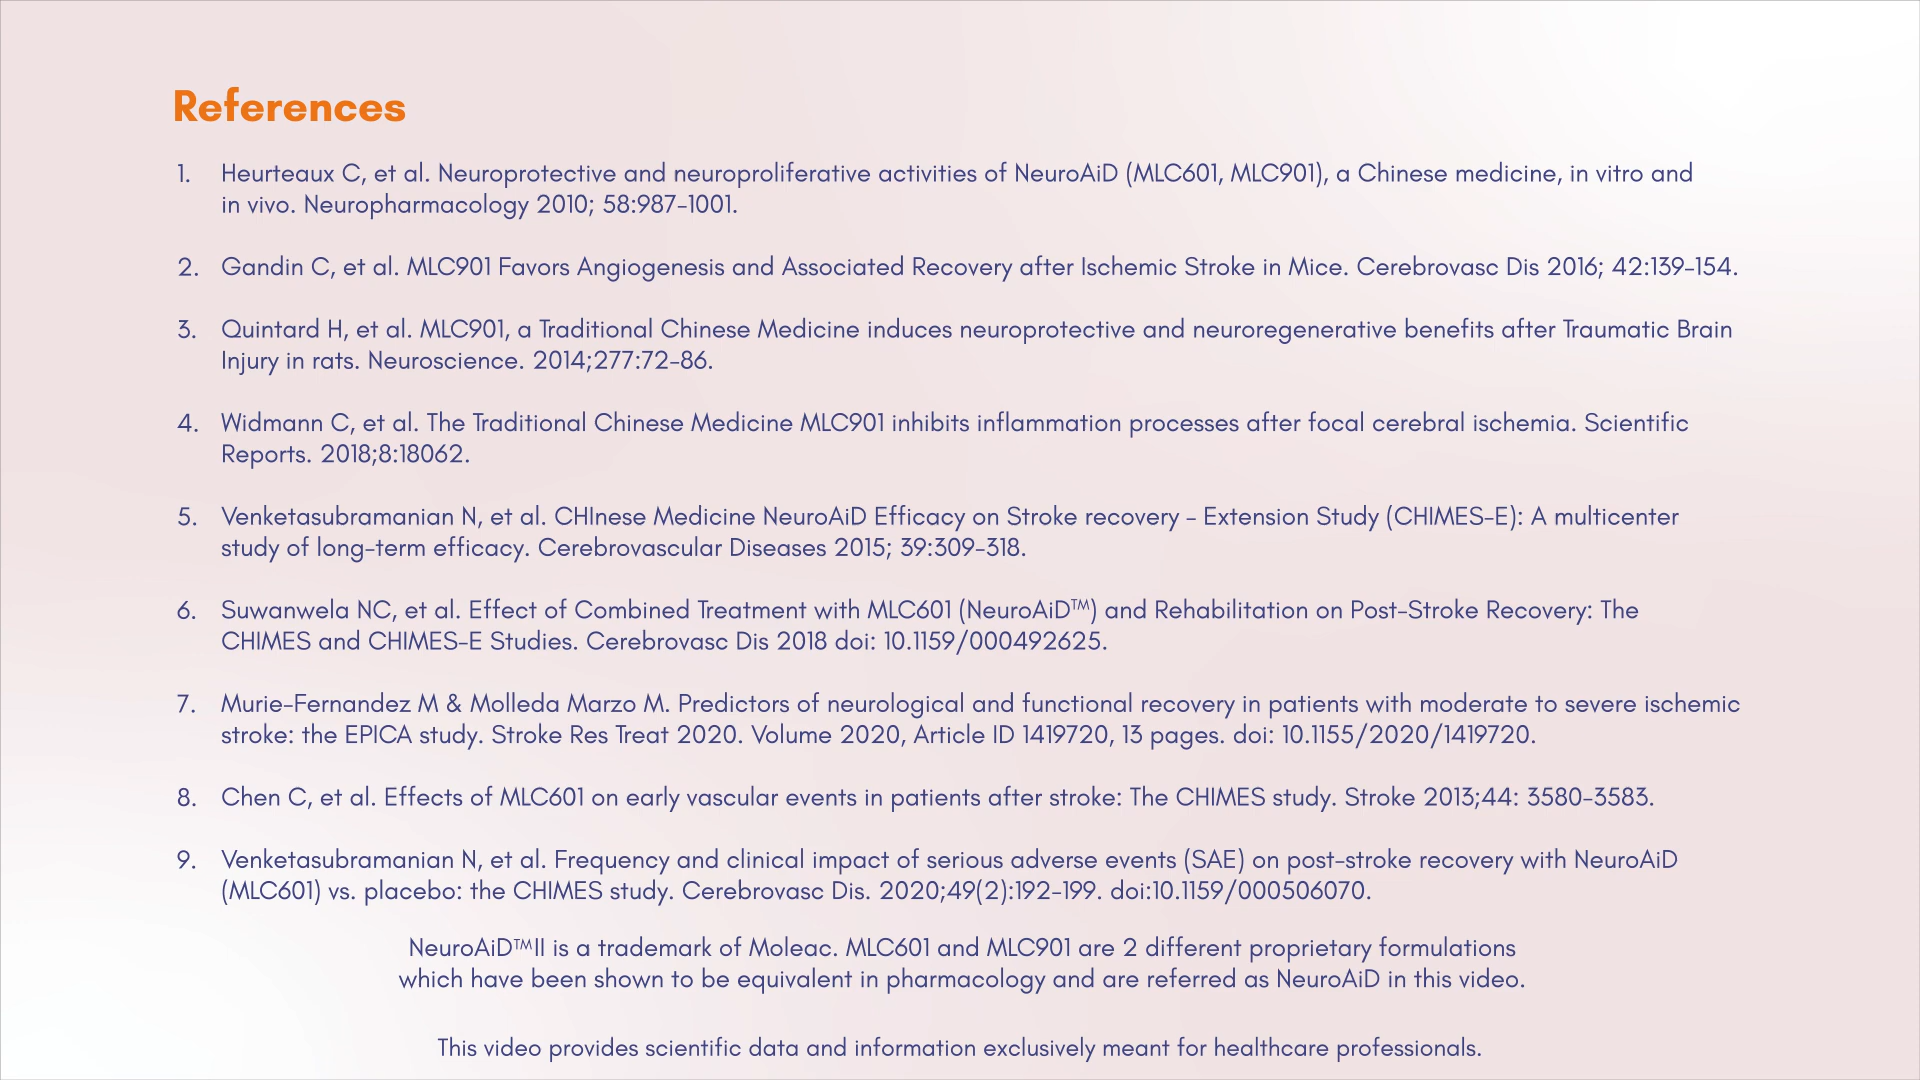 References
1. Heurteaux C, et al. Neuroprotective and neuroproliferative activities of NeuroAiD (MLC601, MLC901), a Chinese medicine, in vitro and
in vivo. Neuropharmacology 2010; 58:987-1001.
2. Gandin C, et al. MLC901 Favors Angiogenesis and Associated Recovery after Ischemic Stroke in Mice. Cerebrovasc Dis 2016; 42:139-154.
3. Quintard H, et al. MLC901, a Traditional Chinese Medicine induces neuroprotective and neuroregenerative benefits after Traumatic Brain
Injury in rats. Neuroscience. 2014;277:72-86.
4. Widmann C, et al. The Traditional Chinese Medicine MLC901 inhibits inflammation processes after focal cerebral ischemia. Scientific
Reports. 2018;8:18062.
5. Venketasubramanian N, et al. CHInese Medicine NeuroAiD Efficacy on Stroke recovery - Extension Study (CHIMES-E): A multicenter
study of long-term efficacy. Cerebrovascular Diseases 2015; 39:309-318.
6. Suwanwela NC, et al. Effect of Combined Treatment with MLC601 (NeuroAiD™) and Rehabilitation on Post-Stroke Recovery: The
CHIMES and CHIMES-E Studies. Cerebrovasc Dis 2018 doi: 10.1159/000492625.
7. Murie-Fernandez M & Molleda Marzo M. Predictors of neurological and functional recovery in patients with moderate to severe ischemic
stroke: the EPICA study. Stroke Res Treat 2020. Volume 2020, Article ID 1419720, 13 pages. doi: 10.1155/2020/1419720.
8. Chen C, et al. Effects of MLC601 on early vascular events in patients after stroke: The CHIMES study. Stroke 2013;44: 3580-3583.
9. Venketasubramanian N, et al. Frequency and clinical impact of serious adverse events (SAE) on post-stroke recovery with NeuroAiD
(MLC601) vs. placebo: the CHIMES study. Cerebrovasc Dis. 2020;49(2):192-199. doi:10.1159/000506070.
NeuroAiD™II is a trademark of Moleac. MLC601 and MLC901 are 2 different proprietary formulations
which have been shown to be equivalent in pharmacology and are referred as NeuroAiD in this video.
This video provides scientific data and information exclusively meant for healthcare professionals.